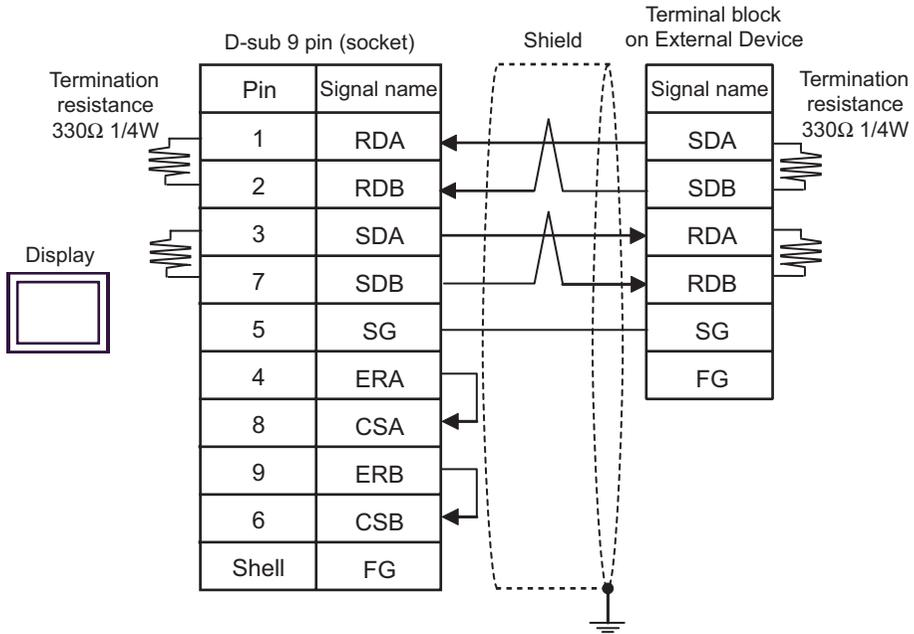 Terminal block
on External Device
D-sub 9 pin (socket)
Shield
Termination
resistance
330Ω 1/4W
Pin Signal name
1 RDA
2 RDB
3 SDA
7 SDB
5 SG
4 ERA
8 CSA
9 ERB
6 CSB
Shell FG
Display
Signal name
SDA
SDB
RDA
RDB
SG
FG
Termination
resistance
330Ω 1/4W